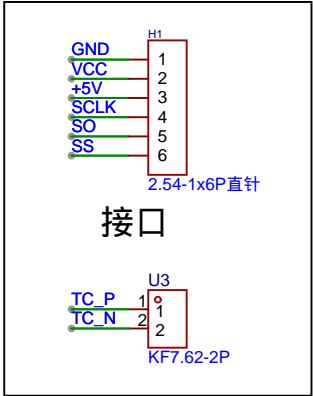 H1
GND 1
VCC 2
+5V 3
SCLK 4
SO 5
SS 6
2.54-1x6P直针
接口
U3
TC_P 1 1
TC_N 2 2
KF7.62-2P